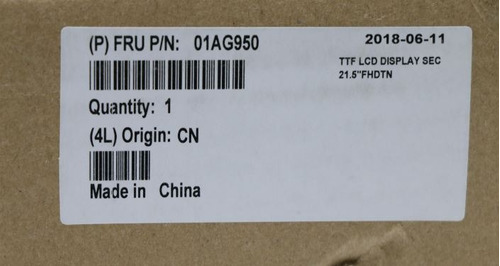 (P) FRU P/N: 01AG950
2018-06-11
TTF LCD DISPLAY SEC
21.5"FHDTN
Quantity: 1
(4L) Origin: CN
Made in China